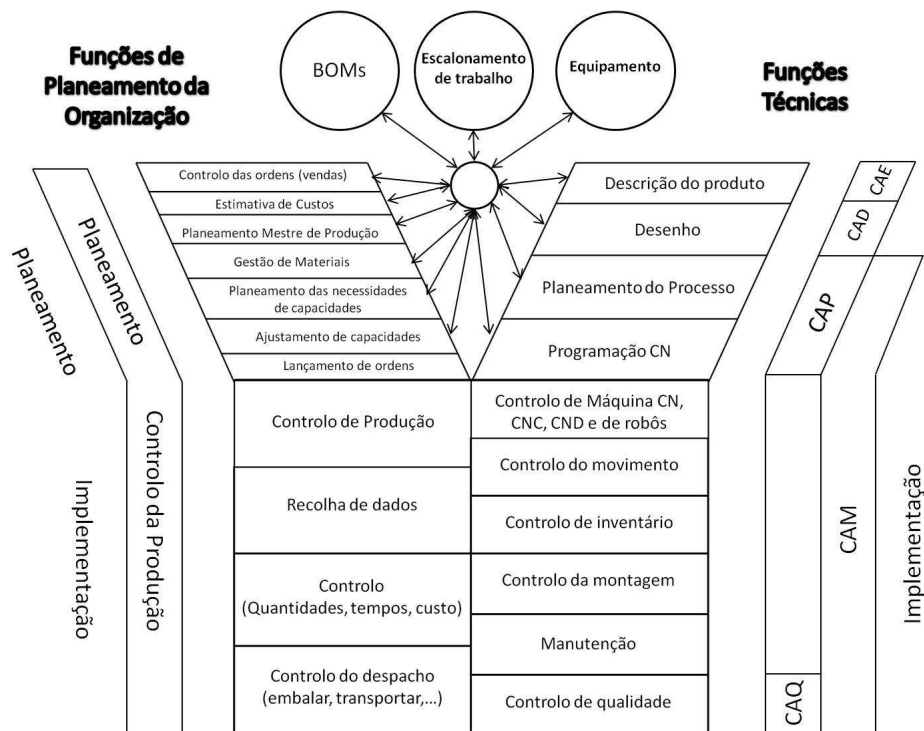 Funções de
Planeamento da
Organização
BOMs
Escalonamento
de trabalho
Equipamento
Funções
Técnicas
Planeamento
Implementação
Planeamento
Controlo da Produção
Controlo das ordens (vendas)
Estimativa de Custos
Planeamento Mestre de Produção
Gestão de Materiais
Planeamento das necessidades
de capacidades
Ajustamento de capacidades
Lançamento de ordens
Controlo de Produção
Recolha de dados
Controlo
(Quantidades, tempos, custo)
Controlo do despacho
(embalar, transportar,...)
Descrição do produto
Desenho
Planeamento do Processo
Programação CN
Controlo de Máquina CN,
CNC, CND e de robôs
Controlo do movimento
Controlo de inventário
Controlo da montagem
Manutenção
Controlo de qualidade
CAE
CAD
CAP
CAM
CAQ
Implementação